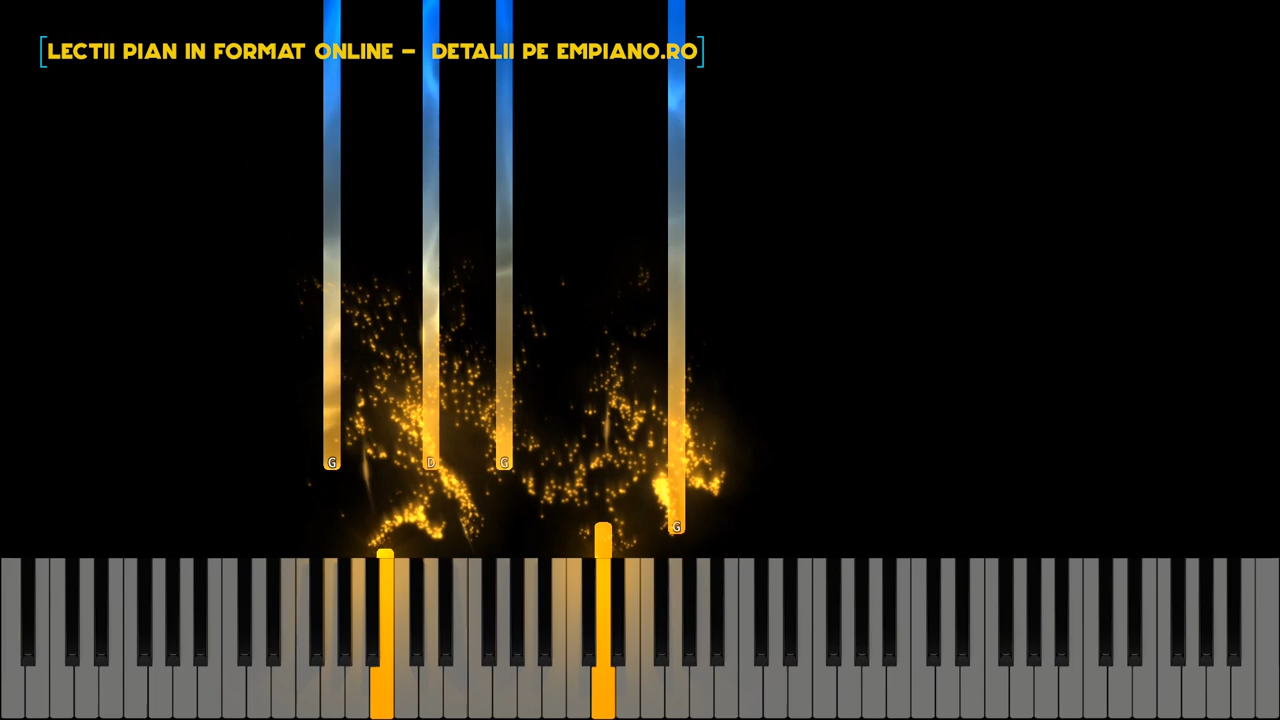 [LECTII PIAN IN FORMAT ONLINE - DETALII PE EMPIANO.RO]
G D G
G